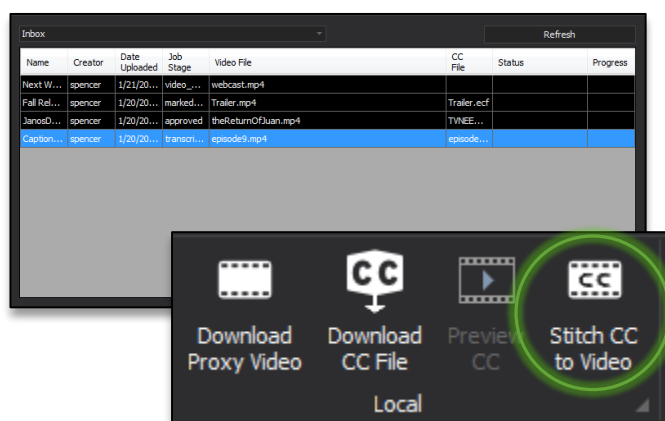 Inbox Refresh
Name Creator Date Uploaded Job Stage Video File CC File Status Progress
Next W... spencer 1/21/20... video_... webcast.mp4
Fall Rel... spencer 1/20/20... marked... Trailer.mp4 Trailer.ecf
JanosD... spencer 1/20/20... approved theReturnOfJuan.mp4 TVNEE...
Caption... spencer 1/20/20... transcri... episode9.mp4 episode...
CC CC
Download Download Preview Stitch CC
Proxy Video CC File CC to Video
Local